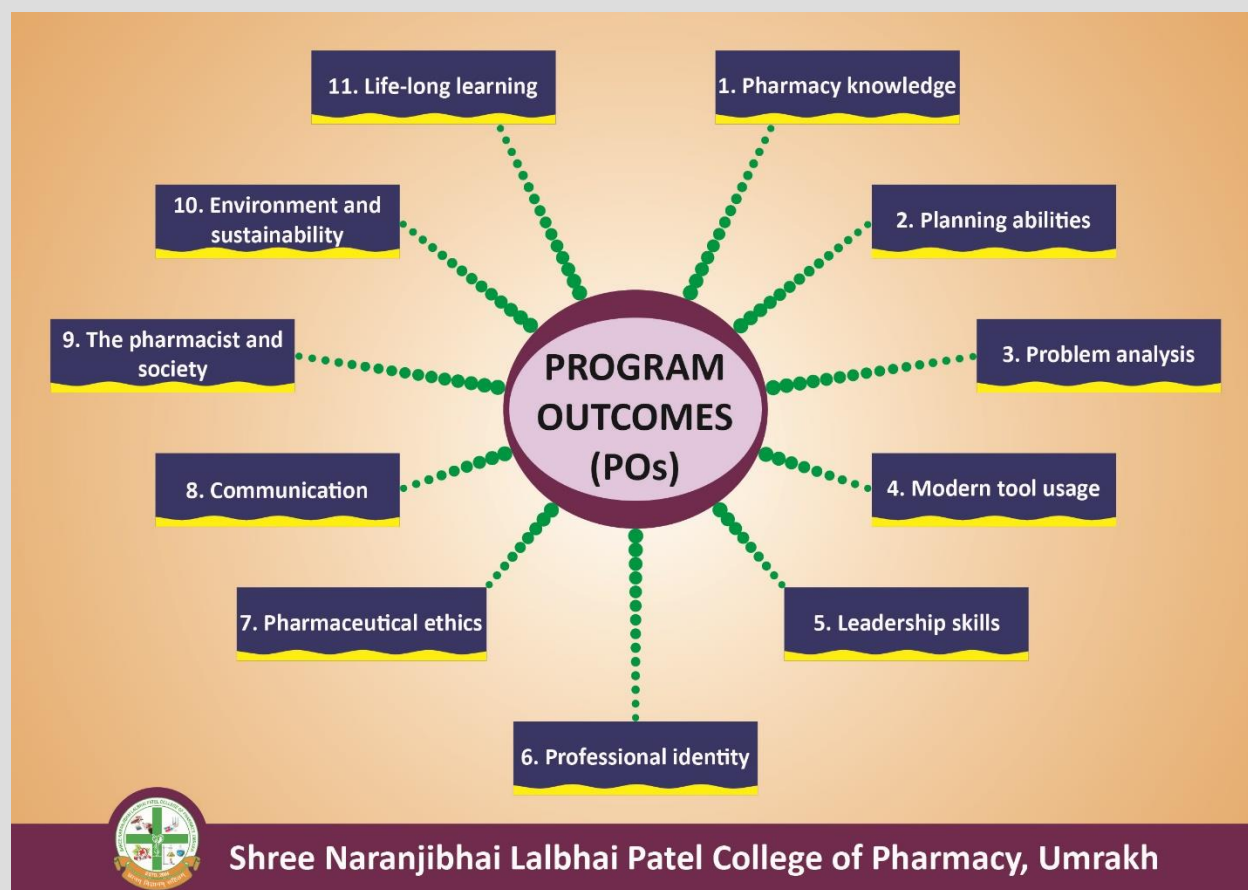 PROGRAM
OUTCOMES
(POs)
1. Pharmacy knowledge
2. Planning abilities
3. Problem analysis
4. Modern tool usage
5. Leadership skills
6. Professional identity
7. Pharmaceutical ethics
8. Communication
9. The pharmacist and
society
10. Environment and
sustainability
11. Life-long learning
Shree Naranjibhai Lalbhai Patel College of Pharmacy, Umrakh